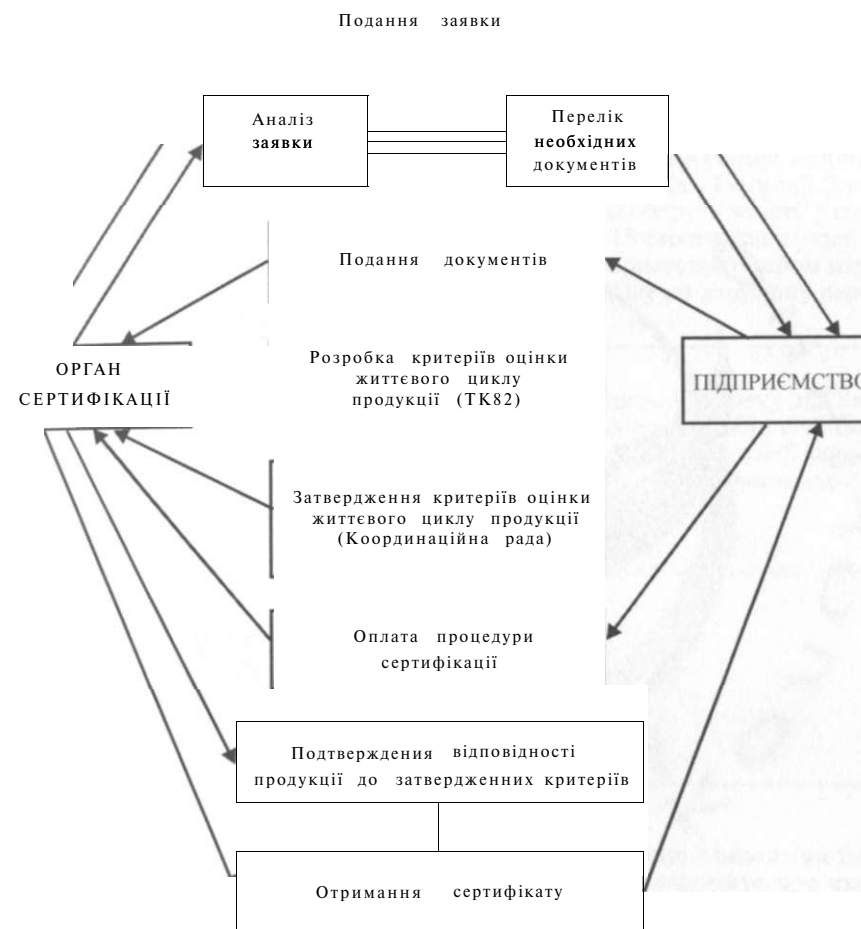 Подання заявки
Аналіз
заявки
Перелік
необхідних
документів
Подання документів
ОРГАН
СЕРТИФІКАЦІЇ
Розробка критеріїв оцінки
життєвого циклу
продукції (ТК82)
ПІДПРИЄМСТВО
Затвердження критеріїв оцінки
життєвого циклу продукції
(Координаційна рада)
Оплата процедури
сертифікації
Подтверждения відповідності
продукції до затвердженних критеріїв
Отримання сертифікату